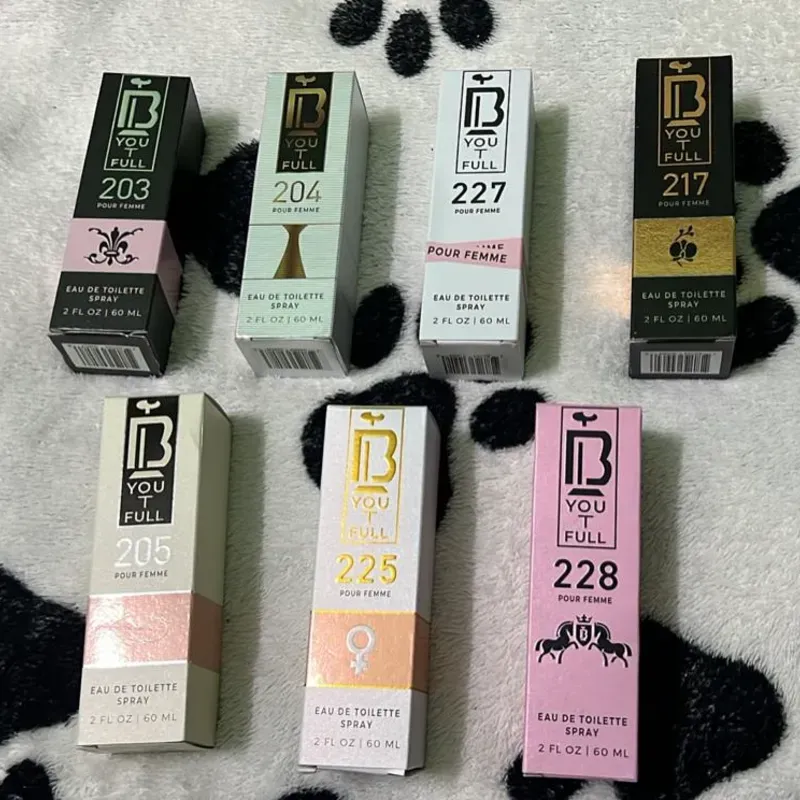 B
YOU
T
FULL
203
POUR FEMME
EAU DE TOILETTE
SPRAY
2 FL OZ | 60 ML
B
YOU
T
FULL
204
POUR FEMME
EAU DE TOILETTE
SPRAY
2 FL OZ | 60 ML
B
YOU
T
FULL
227
POUR FEMME
POUR FEMME
EAU DE TOILETTE
SPRAY
2 FL OZ | 60 ML
B
YOU
T
FULL
217
POUR FEMME
EAU DE TOILETTE
SPRAY
2 FL OZ | 60 ML
B
YOU
T
FULL
205
POUR FEMME
EAU DE TOILETTE
SPRAY
2 FL OZ | 60 ML
B
YOU
T
FULL
225
POUR FEMME
EAU DE TOILETTE
SPRAY
2 FL OZ | 60 ML
B
YOU
T
FULL
228
POUR FEMME
B
EAU DE TOILETTE
SPRAY
2 FL OZ | 60 ML